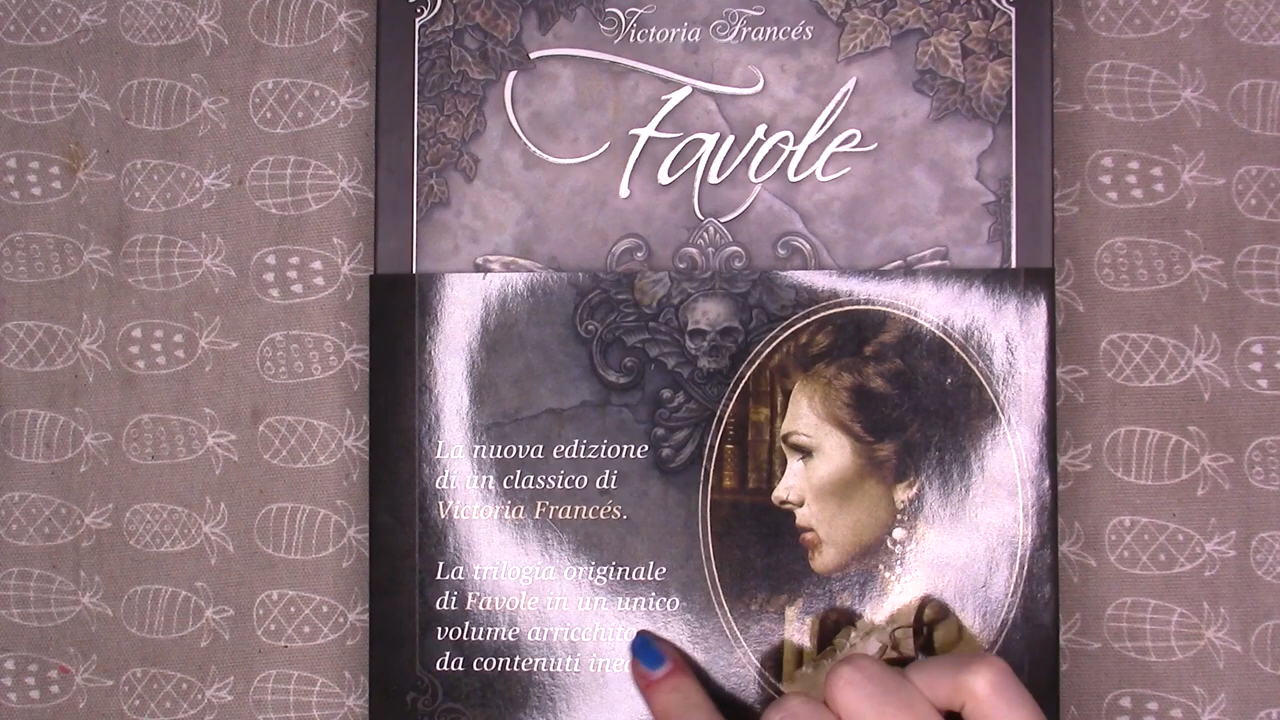 Victoria Francés
Favole
La nuova edizione
di un classico di
Victoria Francés.
La trilogia originale
di Favole in un unico
volume arricchito
da contenuti